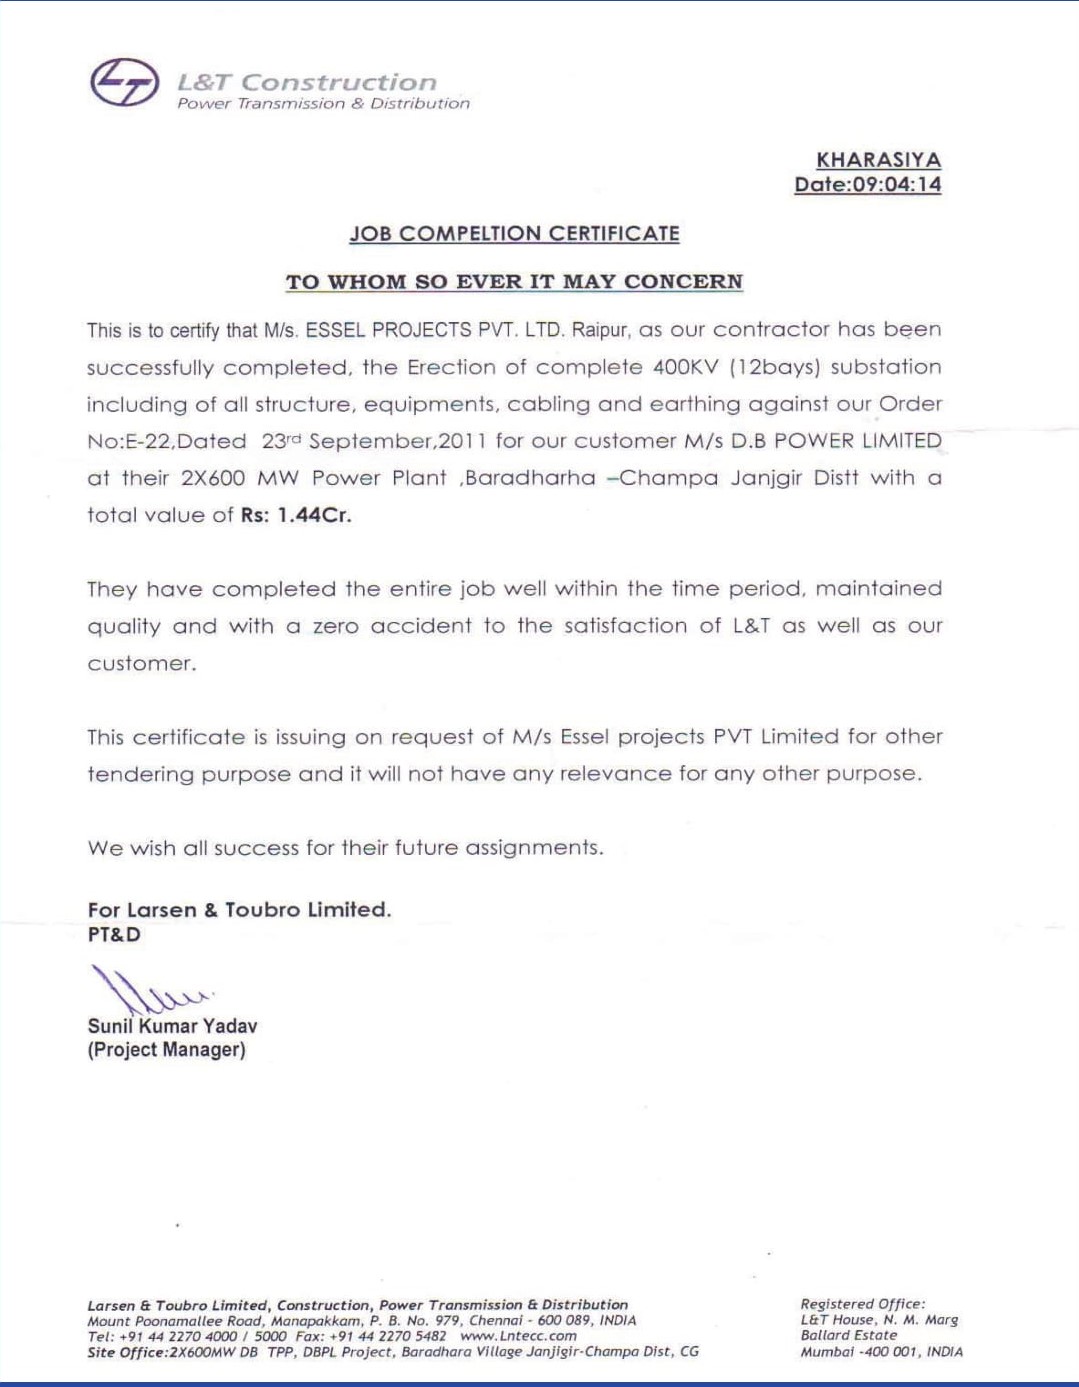 LT L&T Construction
Power Transmission & Distribution
KHARASIYA
Date:09:04:14
JOB COMPELTION CERTIFICATE
TO WHOM SO EVER IT MAY CONCERN
This is to certify that M/s. ESSEL PROJECTS PVT. LTD. Raipur, as our contractor has been
successfully completed, the Erection of complete 400KV (12bays) substation
including of all structure, equipments, cabling and earthing against our Order
No:E-22,Dated 23rd September,2011 for our customer M/s D.B POWER LIMITED
at their 2X600 MW Power Plant ,Baradharha –Champa Janjgir Distt with a
total value of Rs: 1.44Cr.
They have completed the entire job well within the time period, maintained
quality and with a zero accident to the satisfaction of L&T as well as our
customer.
This certificate is issuing on request of M/s Essel projects PVT Limited for other
tendering purpose and it will not have any relevance for any other purpose.
We wish all success for their future assignments.
For Larsen & Toubro Limited.
PT&D
Sunil Kumar Yadav
(Project Manager)
Larsen & Toubro Limited, Construction, Power Transmission & Distribution
Mount Poonamallee Road, Manapakkam, P. B. No. 979, Chennai - 600 089, INDIA
Tel: +91 44 2270 4000 / 5000 Fax: +91 44 2270 5482 www.Lntecc.com
Site Office:2X600MW DB TPP, DBPL Project, Baradhara Village Janjigir-Champa Dist, CG
Registered Office:
L&T House, N. M. Marg
Ballard Estate
Mumbai -400 001, INDIA